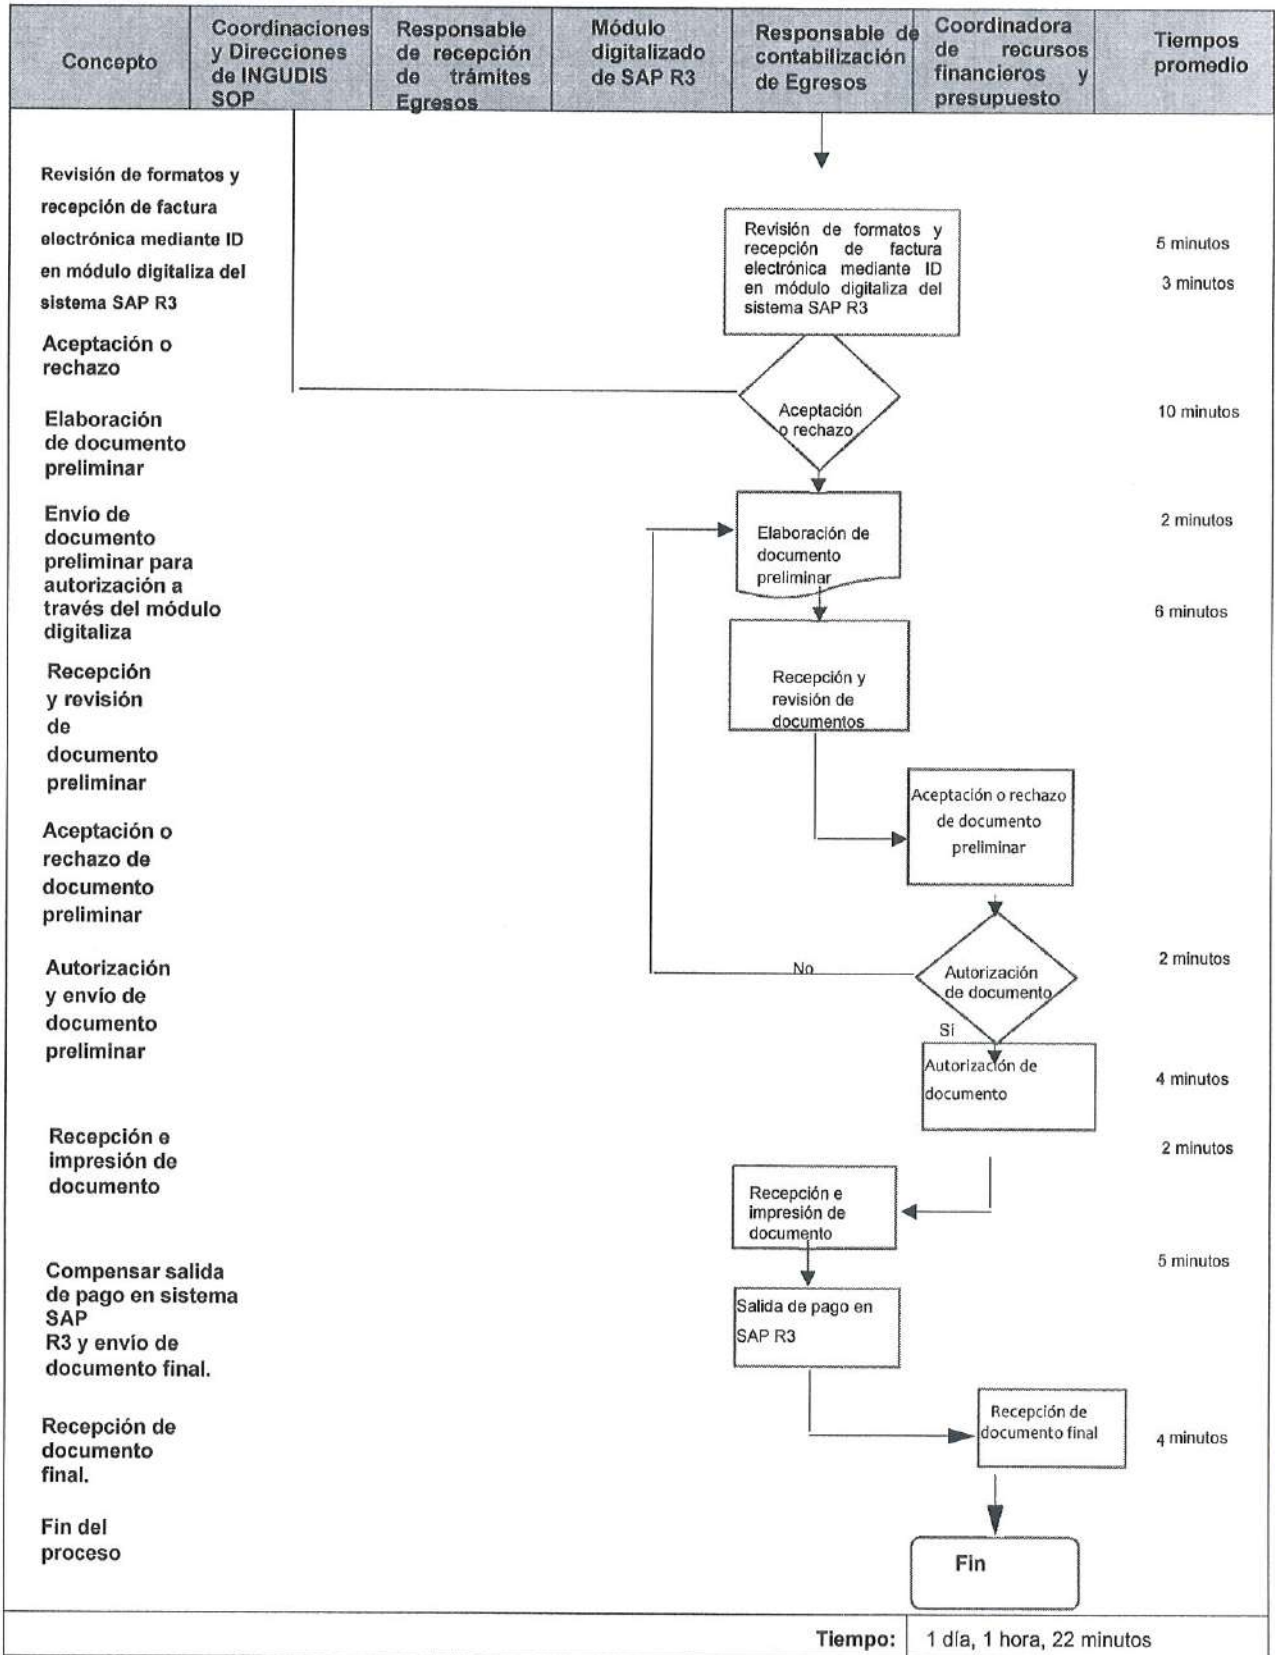 Concepto
Coordinaciones
y Direcciones
de INGUDIS
SOP
Responsable
de recepción
de trámites
Egresos
Módulo
digitalizado
de SAP R3
Responsable de
contabilización
de Egresos
Coordinadora
de recursos
financieros y
presupuesto
Tiempos
promedio
Revisión de formatos y
recepción de factura
electrónica mediante ID
en módulo digitaliza del
sistema SAP R3
Revisión de formatos y
recepción de factura
electrónica mediante ID
en módulo digitaliza del
sistema SAP R3
5 minutos
3 minutos
Aceptación o
rechazo
Aceptación
o rechazo
10 minutos
Elaboración
de documento
preliminar
Elaboración de
documento
preliminar
2 minutos
Envío de
documento
preliminar para
autorización a
través del módulo
digitaliza
6 minutos
Recepción
y revisión
de
documento
preliminar
Recepción y
revisión de
documentos
Aceptación o rechazo
de documento
preliminar
Aceptación o
rechazo de
documento
preliminar
2 minutos
No
Autorización
de documento
Si
Autorización
y envío de
documento
preliminar
Autorización de
documento
4 minutos
Recepción e
impresión de
documento
2 minutos
Recepción e
impresión de
documento
5 minutos
Compensar salida
de pago en sistema
SAP
R3 y envío de
documento final.
Salida de pago en
SAP R3
Recepción de
documento
final.
Recepción de
documento final
4 minutos
Fin del
proceso
Fin
Tiempo: 1 día, 1 hora, 22 minutos